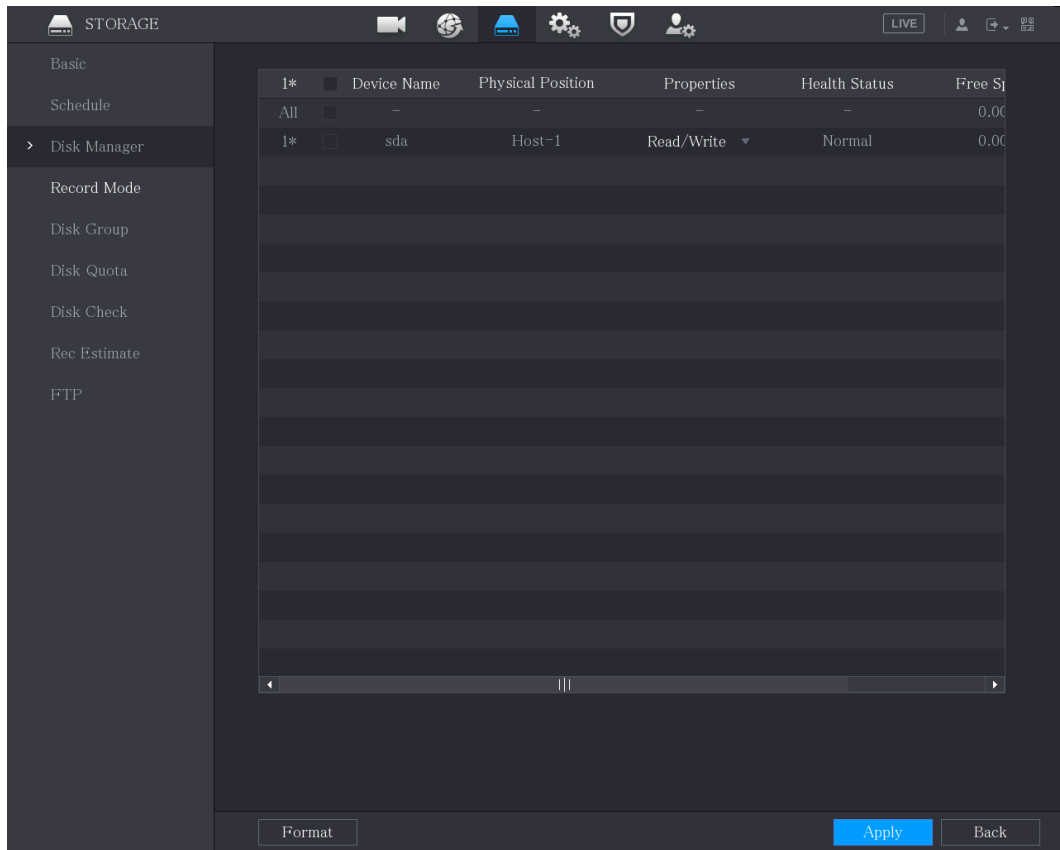 STORAGE LIVE
Basic
Schedule
Disk Manager
Record Mode
Disk Group
Disk Quota
Disk Check
Rec Estimate
FTP
1* Device Name Physical Position Properties Health Status Free
All - - - - 0.00
1* sda Host-1 Read/Write Normal 0.00
Format Apply Back